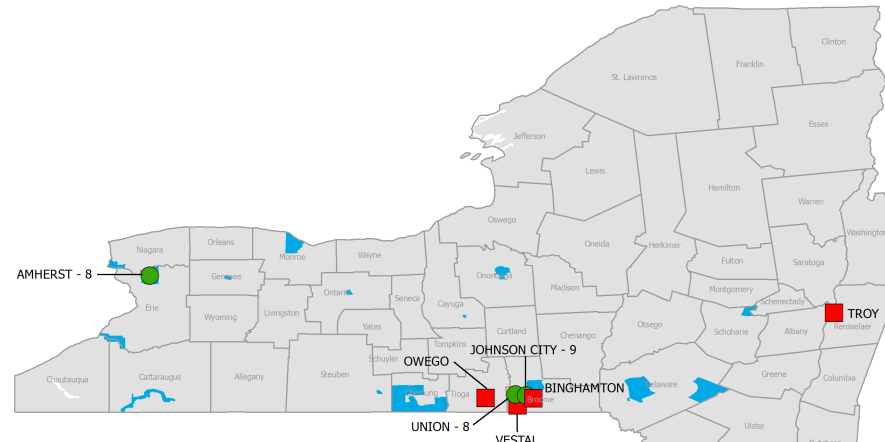 Clinton
Franklin
St. Lawrence
Essex
Jefferson
Lewis
Hamilton
Warren
Oswego
Washington
Oneida
Herkimer
Niagara
Orleans
Monroe
Wayne
Fulton
Saratoga
AMHERST - 8
Genesee
Onondaga
Madison
Montgomery
Ontario
Seneca
Cayuga
Schenectady
Erie
Wyoming
Livingston
TROY
Rensselaer
Yates
Cortland
Chenango
Otsego
Schoharie
Albany
Tompkins
JOHNSON CITY - 9
Schuyler
OWEGO
Chautauqua
Cattaraugus
Allegany
Steuben
Columbia
Chemung
Tioga
BINGHAMTON
Broome
Delaware
Greene
UNION - 8
Ulster
VESTAL